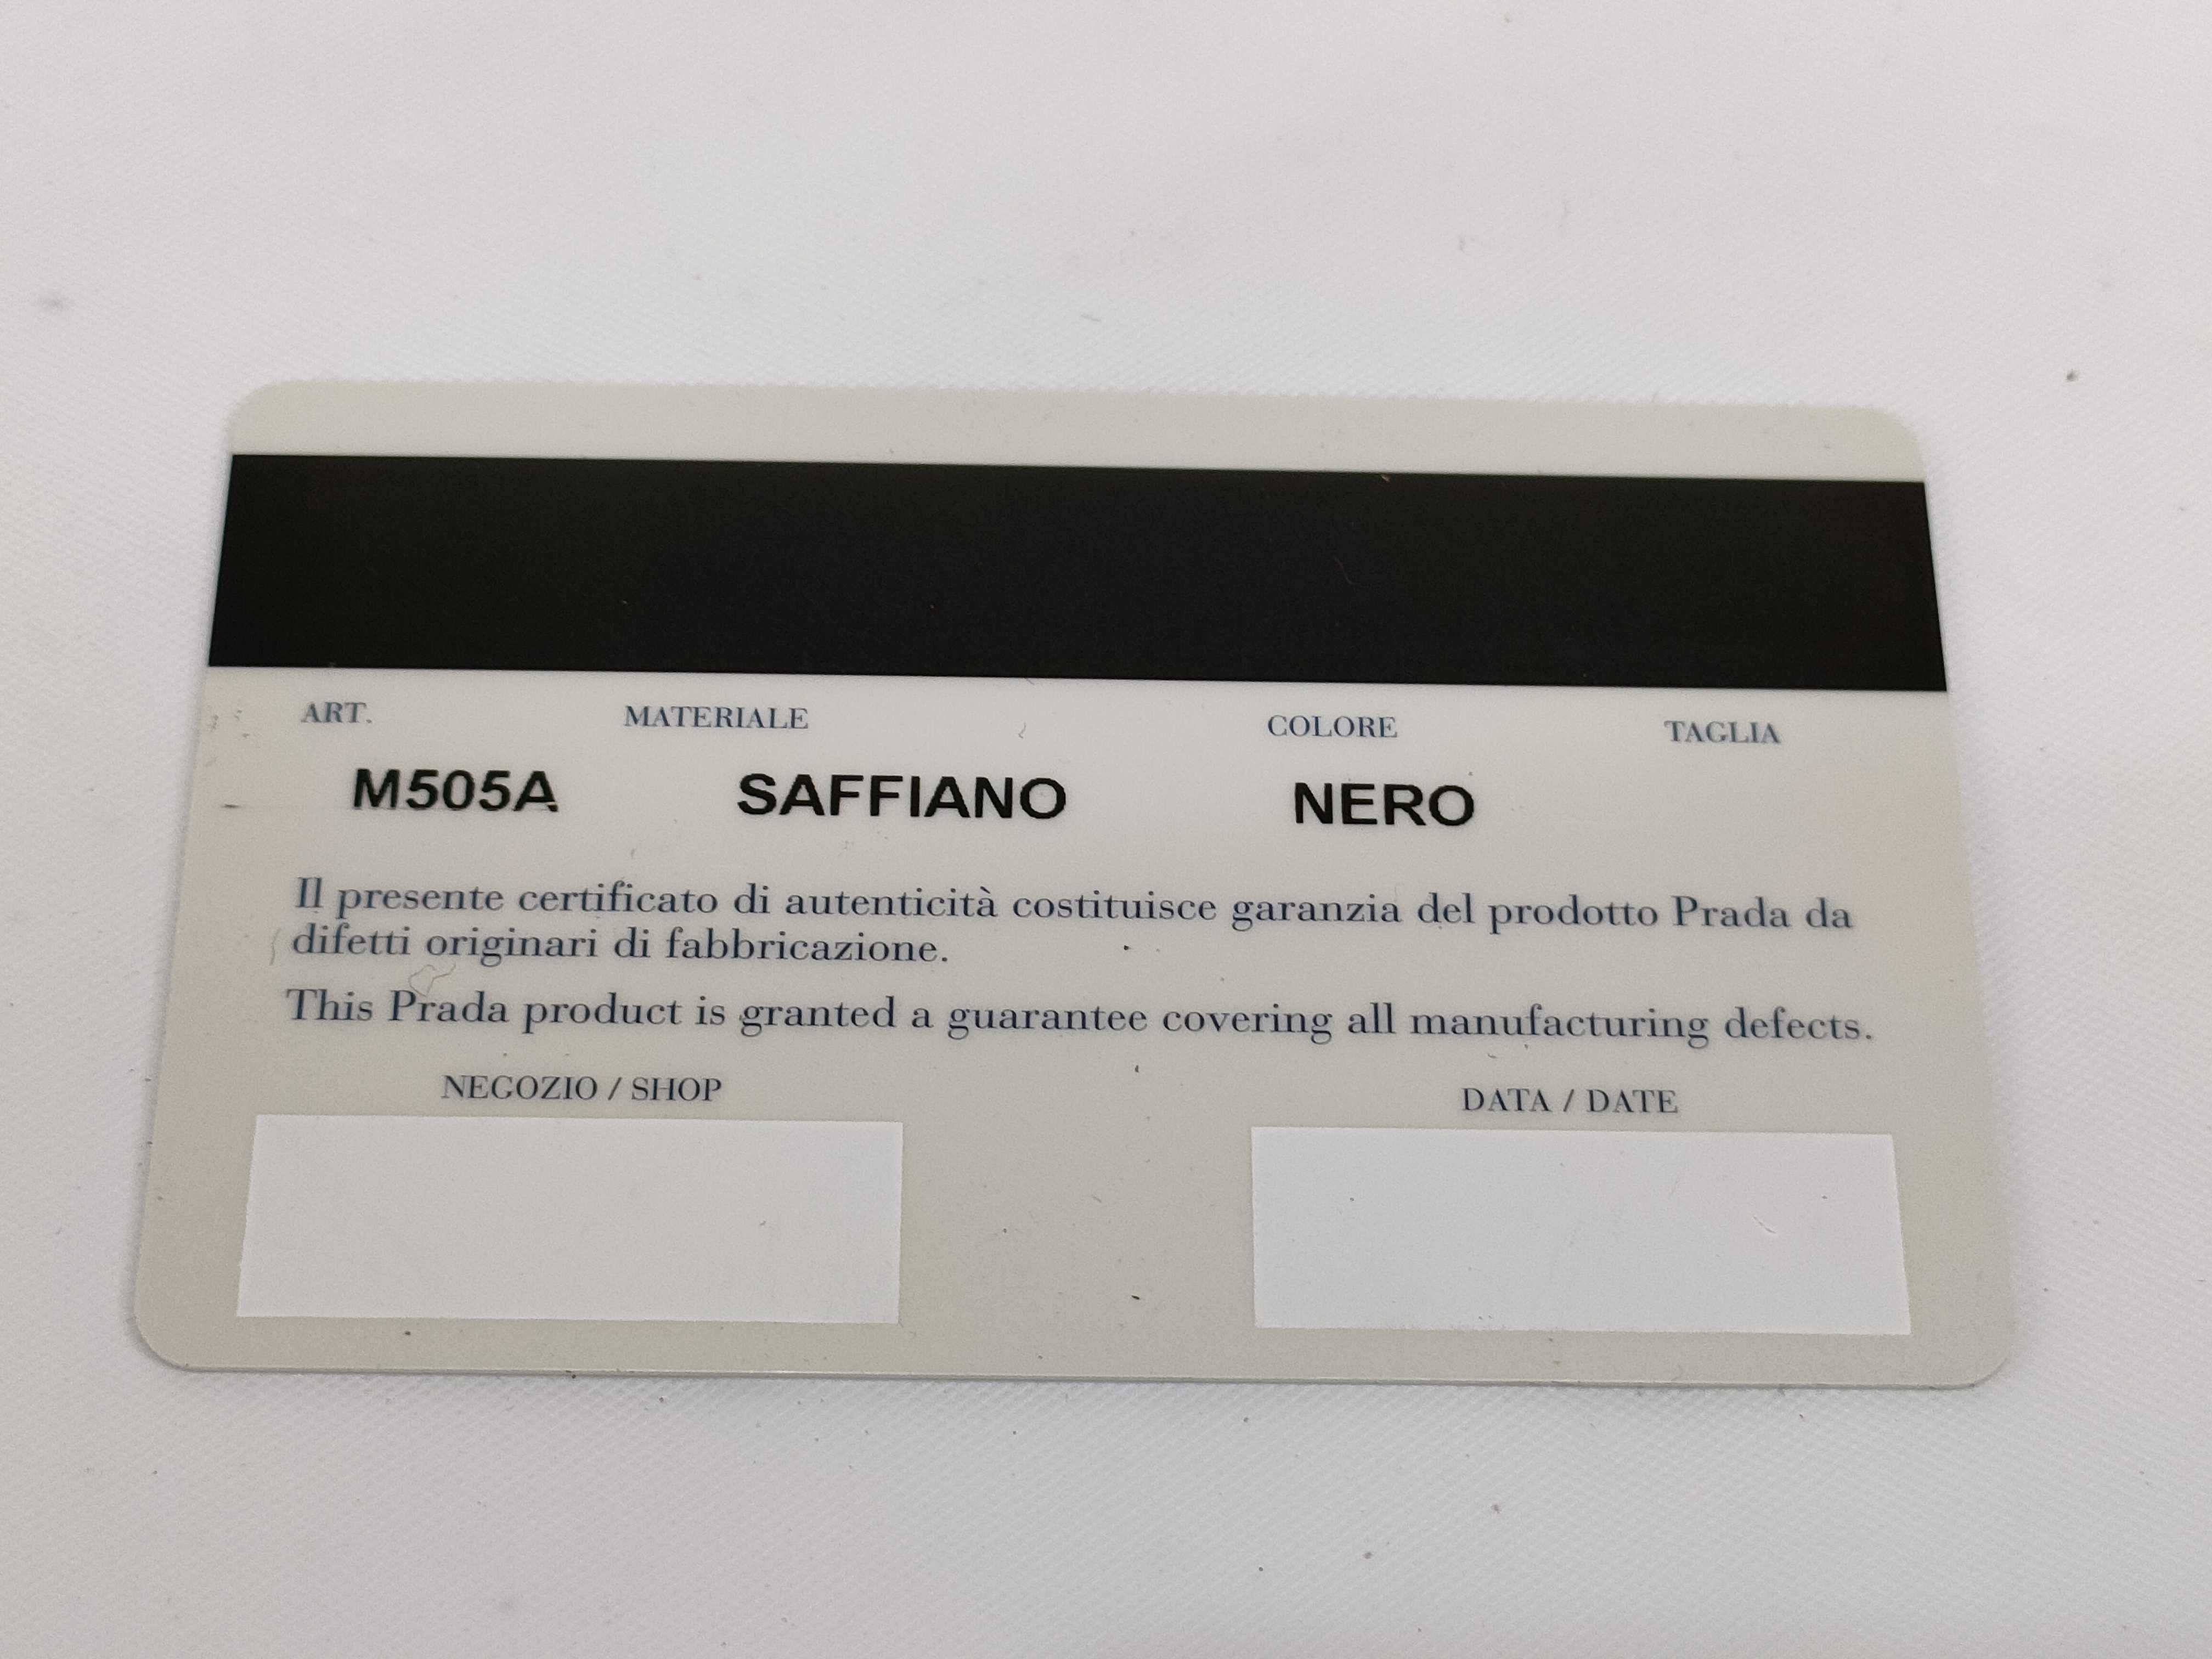 ART. MATERIALE COLORE TAGLIA
M505A SAFFIANO NERO
Il presente certificato di autenticità costituisce garanzia del prodotto Prada da
difetti originari di fabbricazione.
This Prada product is granted a guarantee covering all manufacturing defects.
NEGOZIO / SHOP DATA / DATE